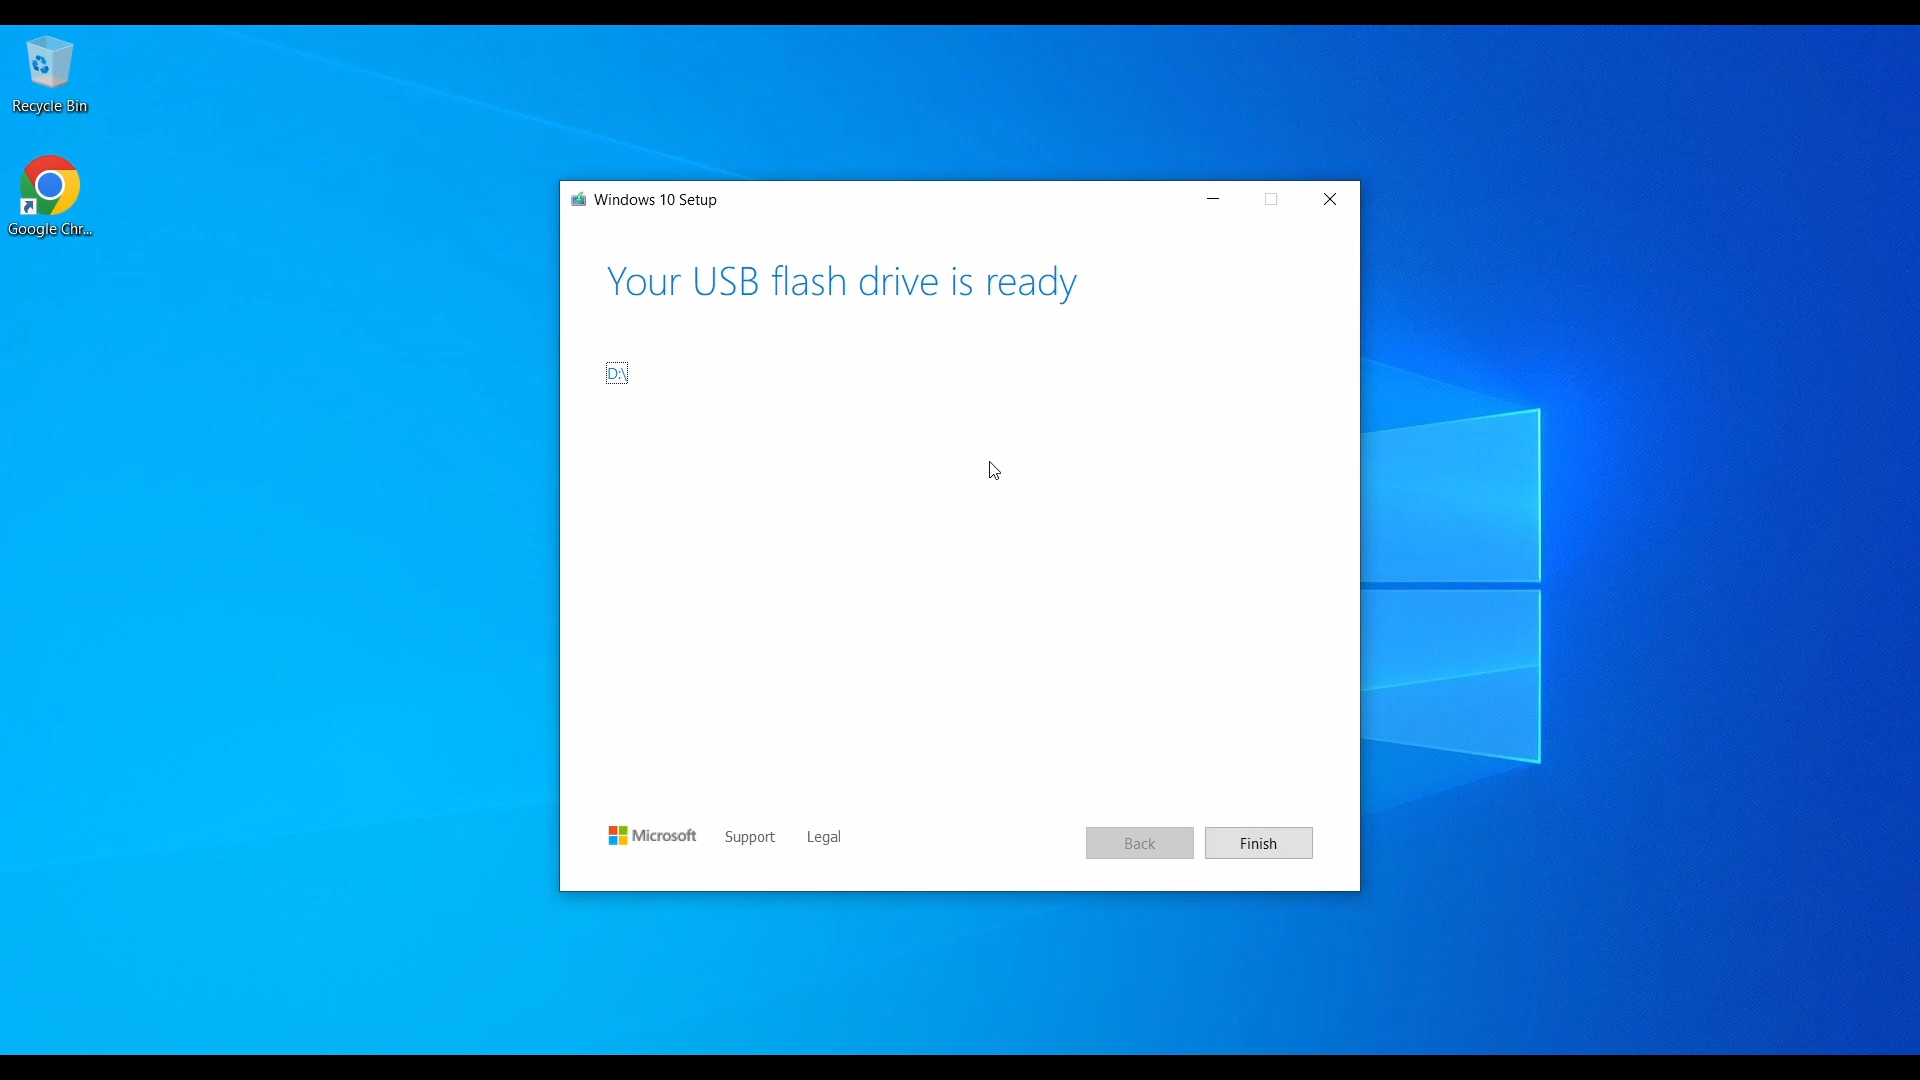 Recycle Bin
Google Chr...
Windows 10 Setup
Your USB flash drive is ready
D:\
Microsoft
Support
Legal
Back
Finish